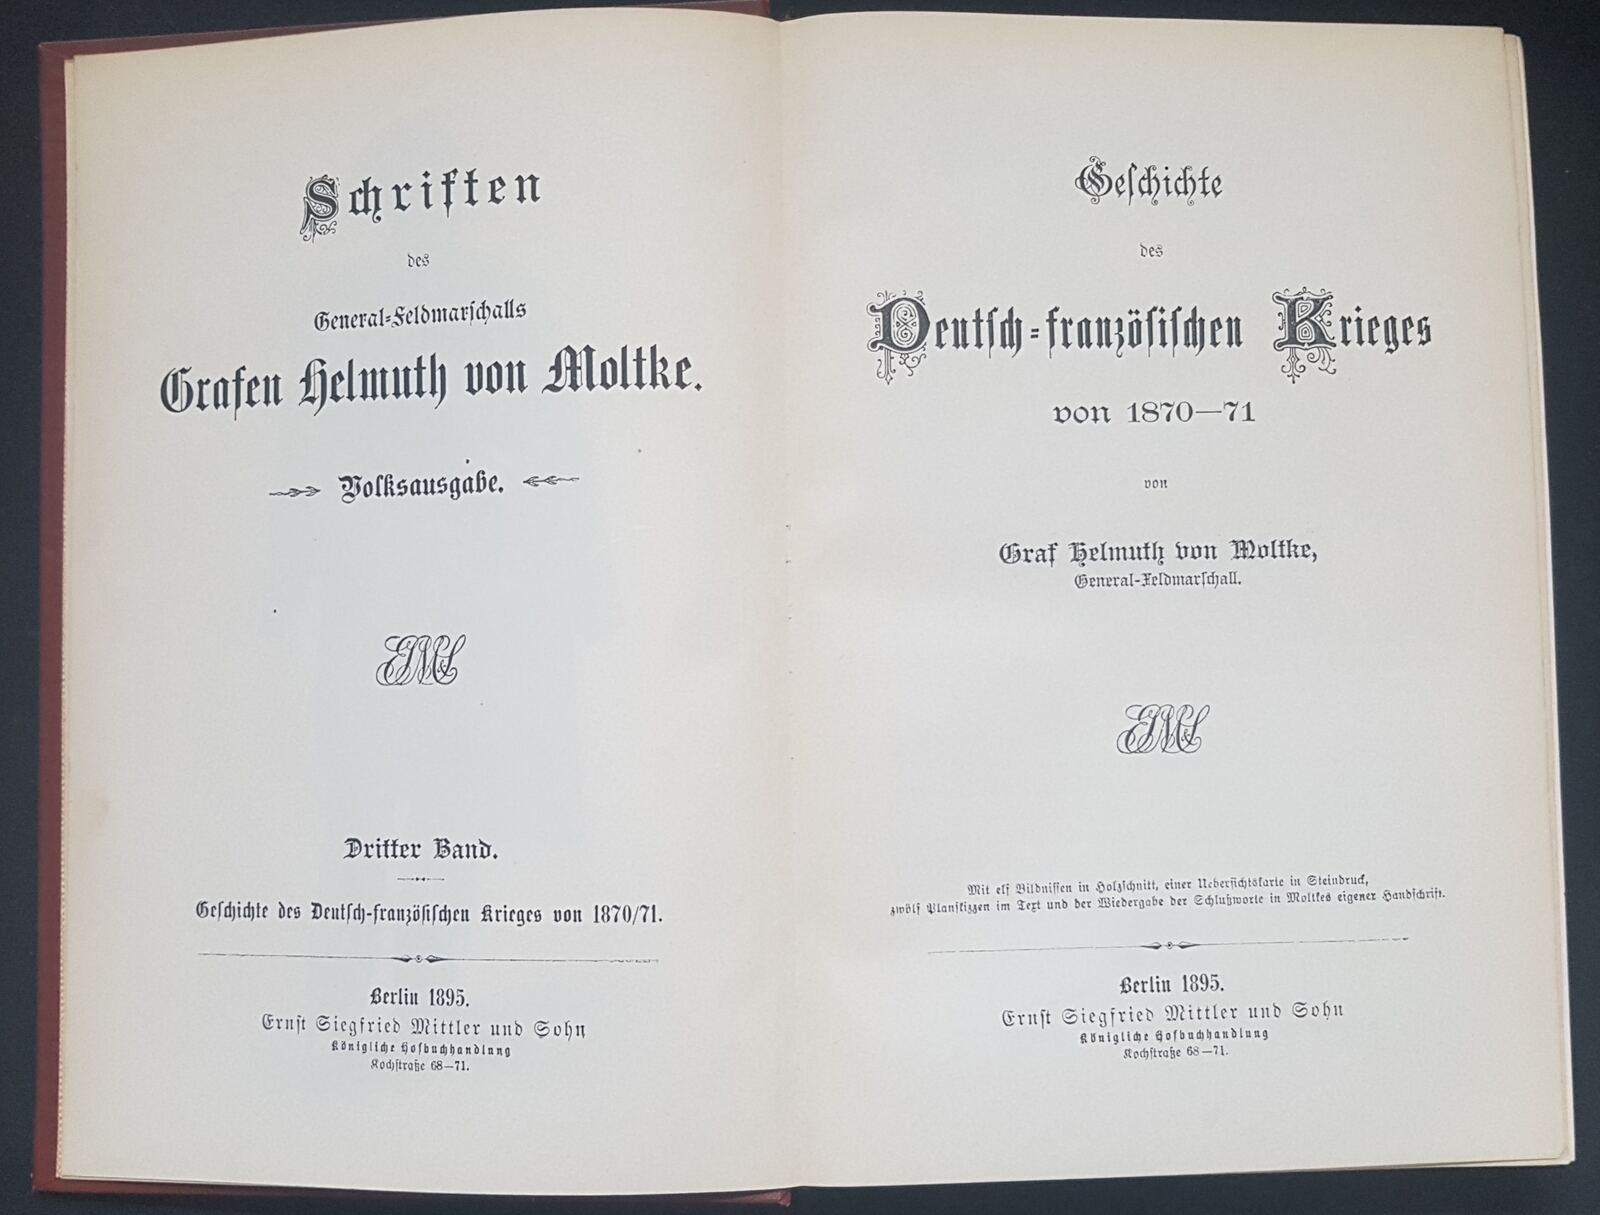 Schriften
des
General-Feldmarschalls
Grafen Helmuth von Moltke.
Volksausgabe.
ESM&S
Dritter Band.
Geschichte des Deutsch-französischen Krieges von 1870/71.
Berlin 1895.
Ernst Siegfried Mittler und Sohn
Königliche Hofbuchhandlung
Kochstraße 68—71.
Geschichte
des
Deutsch-französischen Krieges
von 1870—71
von
Graf Helmuth von Moltke,
General-Feldmarschall.
ESM&S
Mit elf Bildnissen in Holzschnitt, einer Uebersichtskarte in Steindruck,
zwölf Planskizzen im Text und der Wiedergabe der Schlußworte in Moltkes eigener Handschrift.
Berlin 1895.
Ernst Siegfried Mittler und Sohn
Königliche Hofbuchhandlung
Kochstraße 68—71.